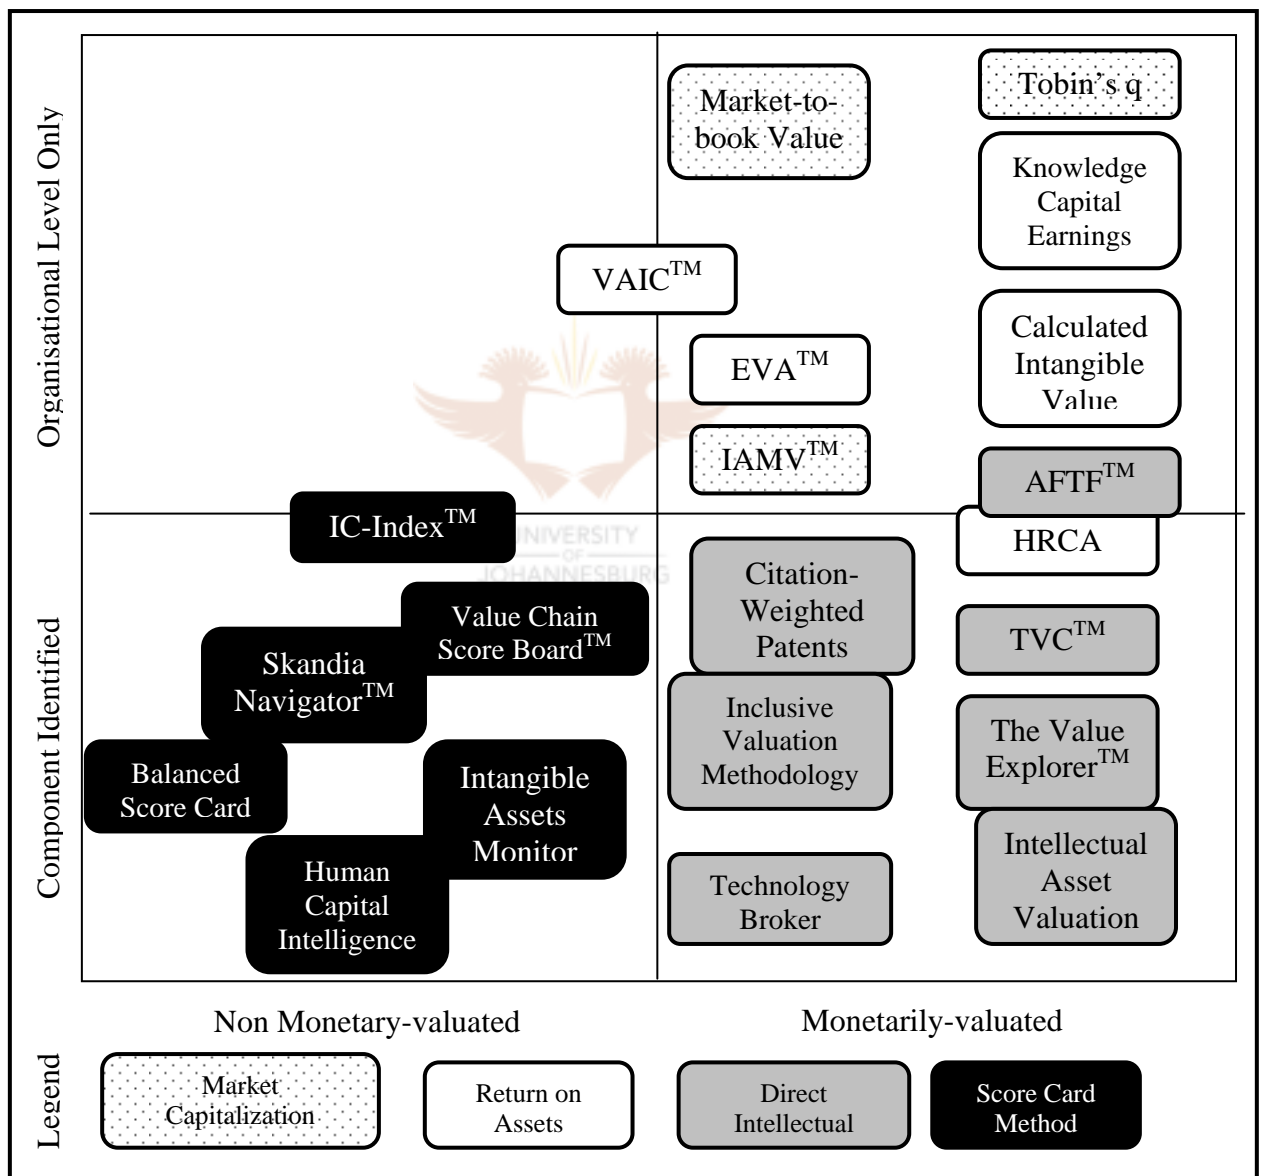 Organisational Level Only
Market-to-
book Value
Tobin's q
Knowledge
Capital
Earnings
VAIC™
Calculated
Intangible
Value
EVA™
IAMV™
AFTF™
IC-Index™
HRCA
UNIVERSITY
OF
JOHANNESBURG
Component Identified
Citation-
Weighted
Patents
Value Chain
Score Board™
TVC™
Skandia
Navigator™
Inclusive
Valuation
Methodology
The Value
Explorer™
Balanced
Score Card
Intangible
Assets
Monitor
Intellectual
Asset
Valuation
Human
Capital
Intelligence
Technology
Broker
Non Monetary-valuated
Monetarily-valuated
Legend
Market
Capitalization
Return on
Assets
Direct
Intellectual
Score Card
Method